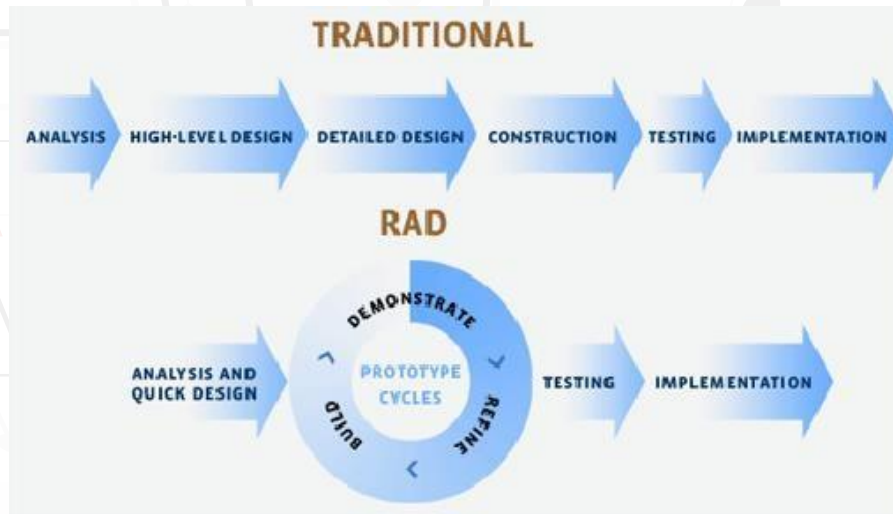 TRADITIONAL
ANALYSIS
HIGH-LEVEL DESIGN
DETAILED DESIGN
CONSTRUCTION
TESTING
IMPLEMENTATION
RAD
ANALYSIS AND
QUICK DESIGN
DEMONSTRATE
REFINE
BUILD
PROTOTYPE
CYCLES
TESTING
IMPLEMENTATION